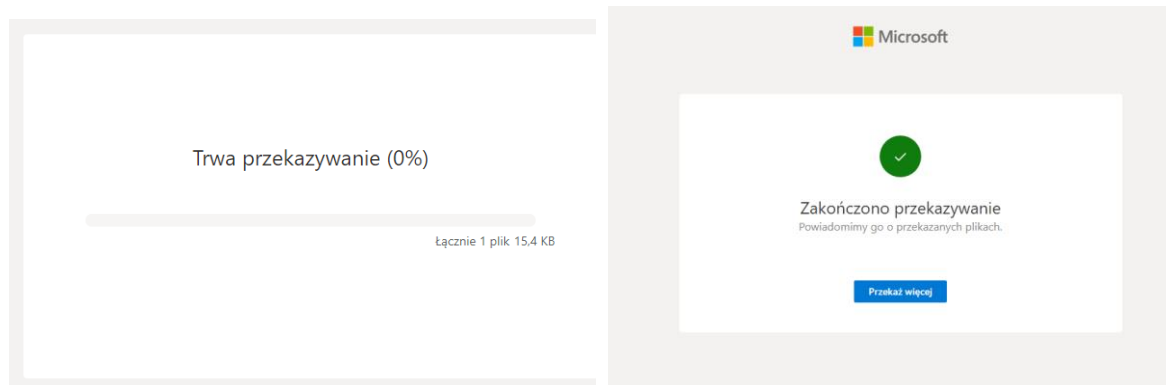 Trwa przekazywanie (0%)
Łącznie 1 plik 15,4 KB
Microsoft
Zakończono przekazywanie
Powiadomimy go o przekazanych plikach.
Przekaż więcej